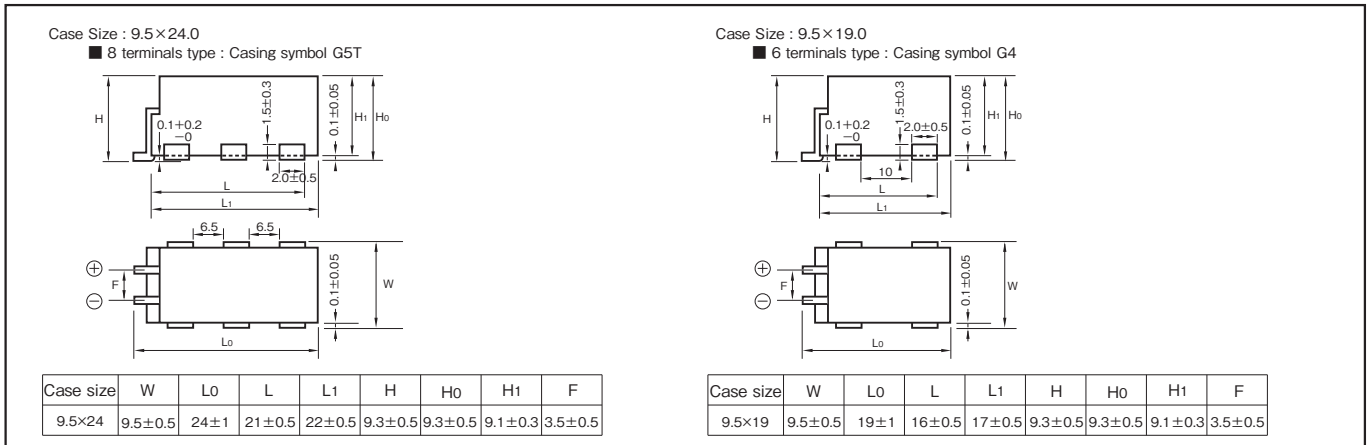 Case Size : 9.5×24.0
■ 8 terminals type : Casing symbol G5T
H
0.1+0.2
−0
1.5±0.3
0.1±0.05
H1
H0
2.0±0.5
L
L1
6.5
6.5
⊕
F
⊖
0.1±0.05
W
L0
Case size W L0 L L1 H H0 H1 F
9.5×24 9.5±0.5 24±1 21±0.5 22±0.5 9.3±0.5 9.3±0.5 9.1±0.3 3.5±0.5
Case Size : 9.5×19.0
■ 6 terminals type : Casing symbol G4
H
0.1+0.2
−0
1.5±0.3
2.0±0.5
0.1±0.05
H1
H0
10
L
L1
⊕
F
⊖
0.1±0.05
W
L0
Case size W L0 L L1 H H0 H1 F
9.5×19 9.5±0.5 19±1 16±0.5 17±0.5 9.3±0.5 9.3±0.5 9.1±0.3 3.5±0.5